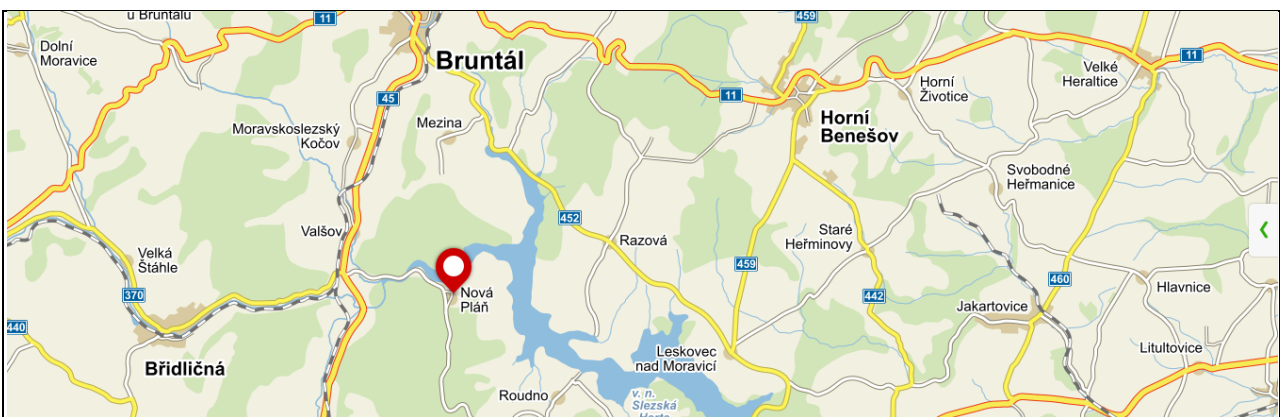 u Bruntálu
11
459
Dolní
Moravice
Bruntál
11
Velké
Heraltice
45
11
Horní
Životice
Moravskoslezský
Kočov
Mezina
Horní
Benešov
Svobodné
Heřmanice
452
Valšov
Razová
Staré
Heřminovy
Velká
Štáhle
459
460
370
Nová
Pláň
442
Hlavnice
Jakartovice
440
Litultovice
Břidličná
Leskovec
nad Moravicí
Roudno
v. n.
Slezská
Harta